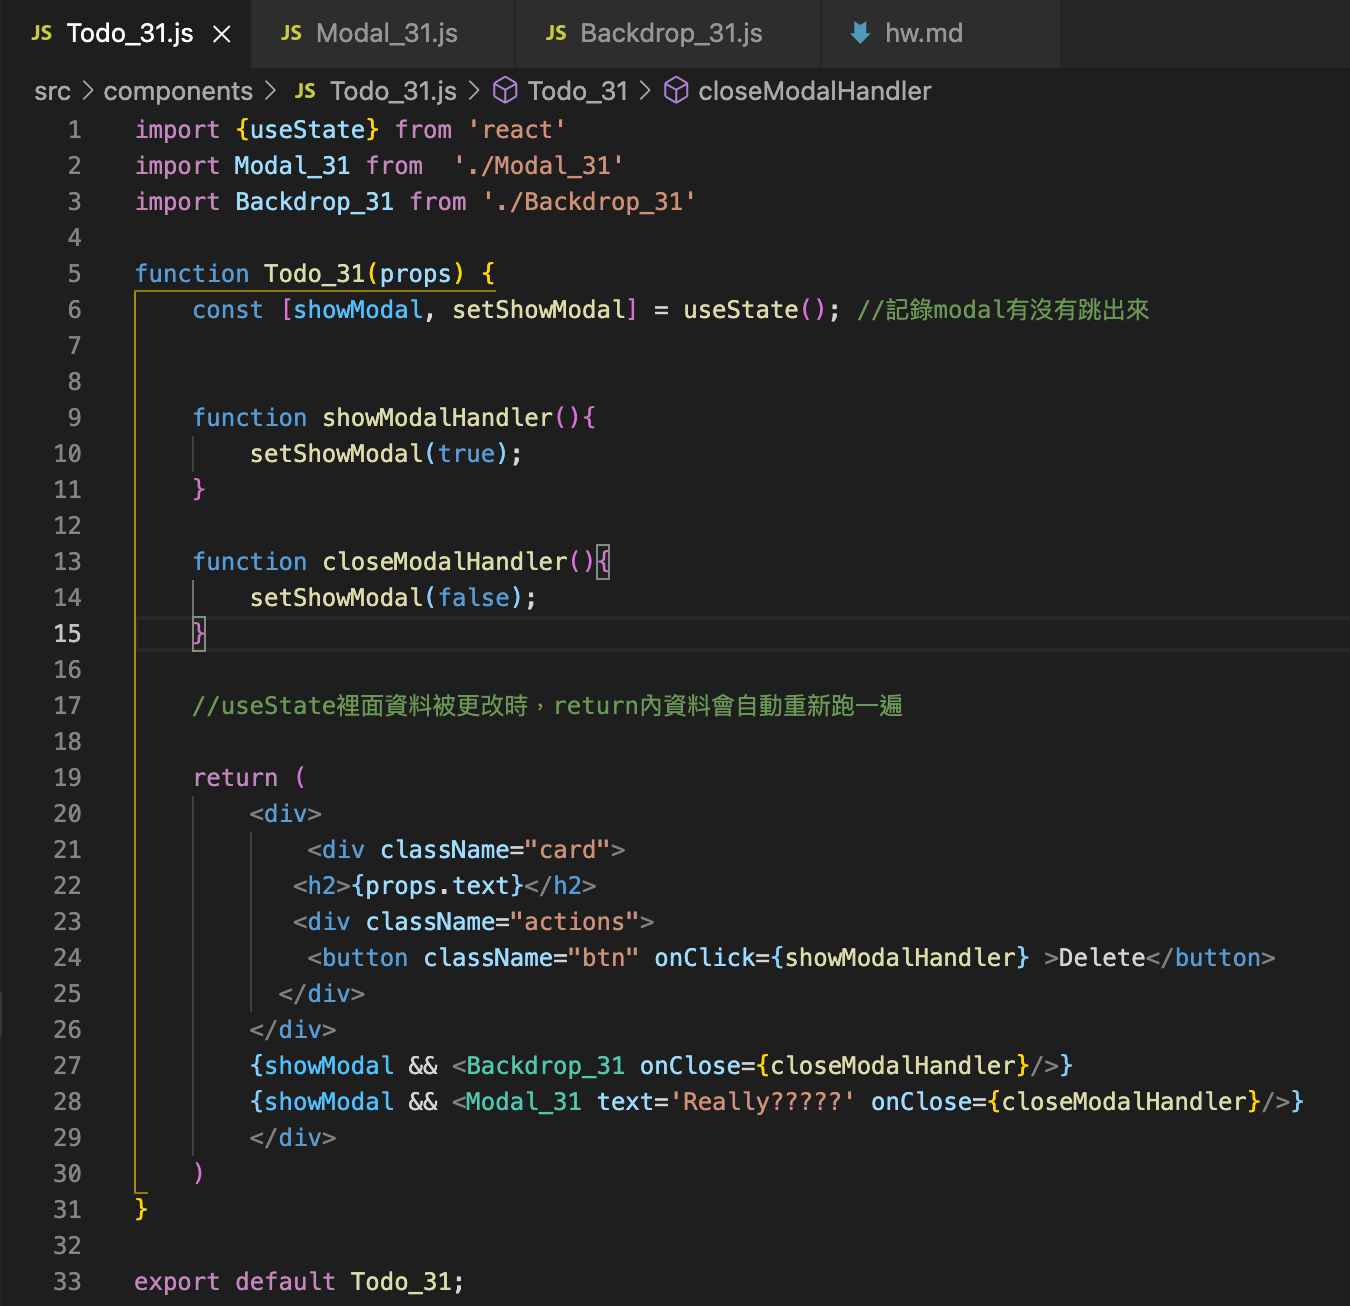 JS Todo_31.js ×   JS Modal_31.js   JS Backdrop_31.js   hw.md
src > components > JS Todo_31.js > Todo_31 > closeModalHandler
1 import {useState} from 'react'
2 import Modal_31 from  './Modal_31'
3 import Backdrop_31 from './Backdrop_31'
4
5 function Todo_31(props) {
6     const [showModal, setShowModal] = useState(); //記錄modal有沒有跳出來
7
8
9     function showModalHandler(){
10         setShowModal(true);
11     }
12
13     function closeModalHandler(){
14         setShowModal(false);
15     }
16
17     //useState裡面資料被更改時，return內資料會自動重新跑一遍
18
19     return (
20         <div>
21             <div className="card">
22            <h2>{props.text}</h2>
23            <div className="actions">
24             <button className="btn" onClick={showModalHandler} >Delete</button>
25           </div>
26         </div>
27         {showModal && <Backdrop_31 onClose={closeModalHandler}/>}
28         {showModal && <Modal_31 text='Really?????' onClose={closeModalHandler}/>}
29         </div>
30     )
31 }
32
33 export default Todo_31;